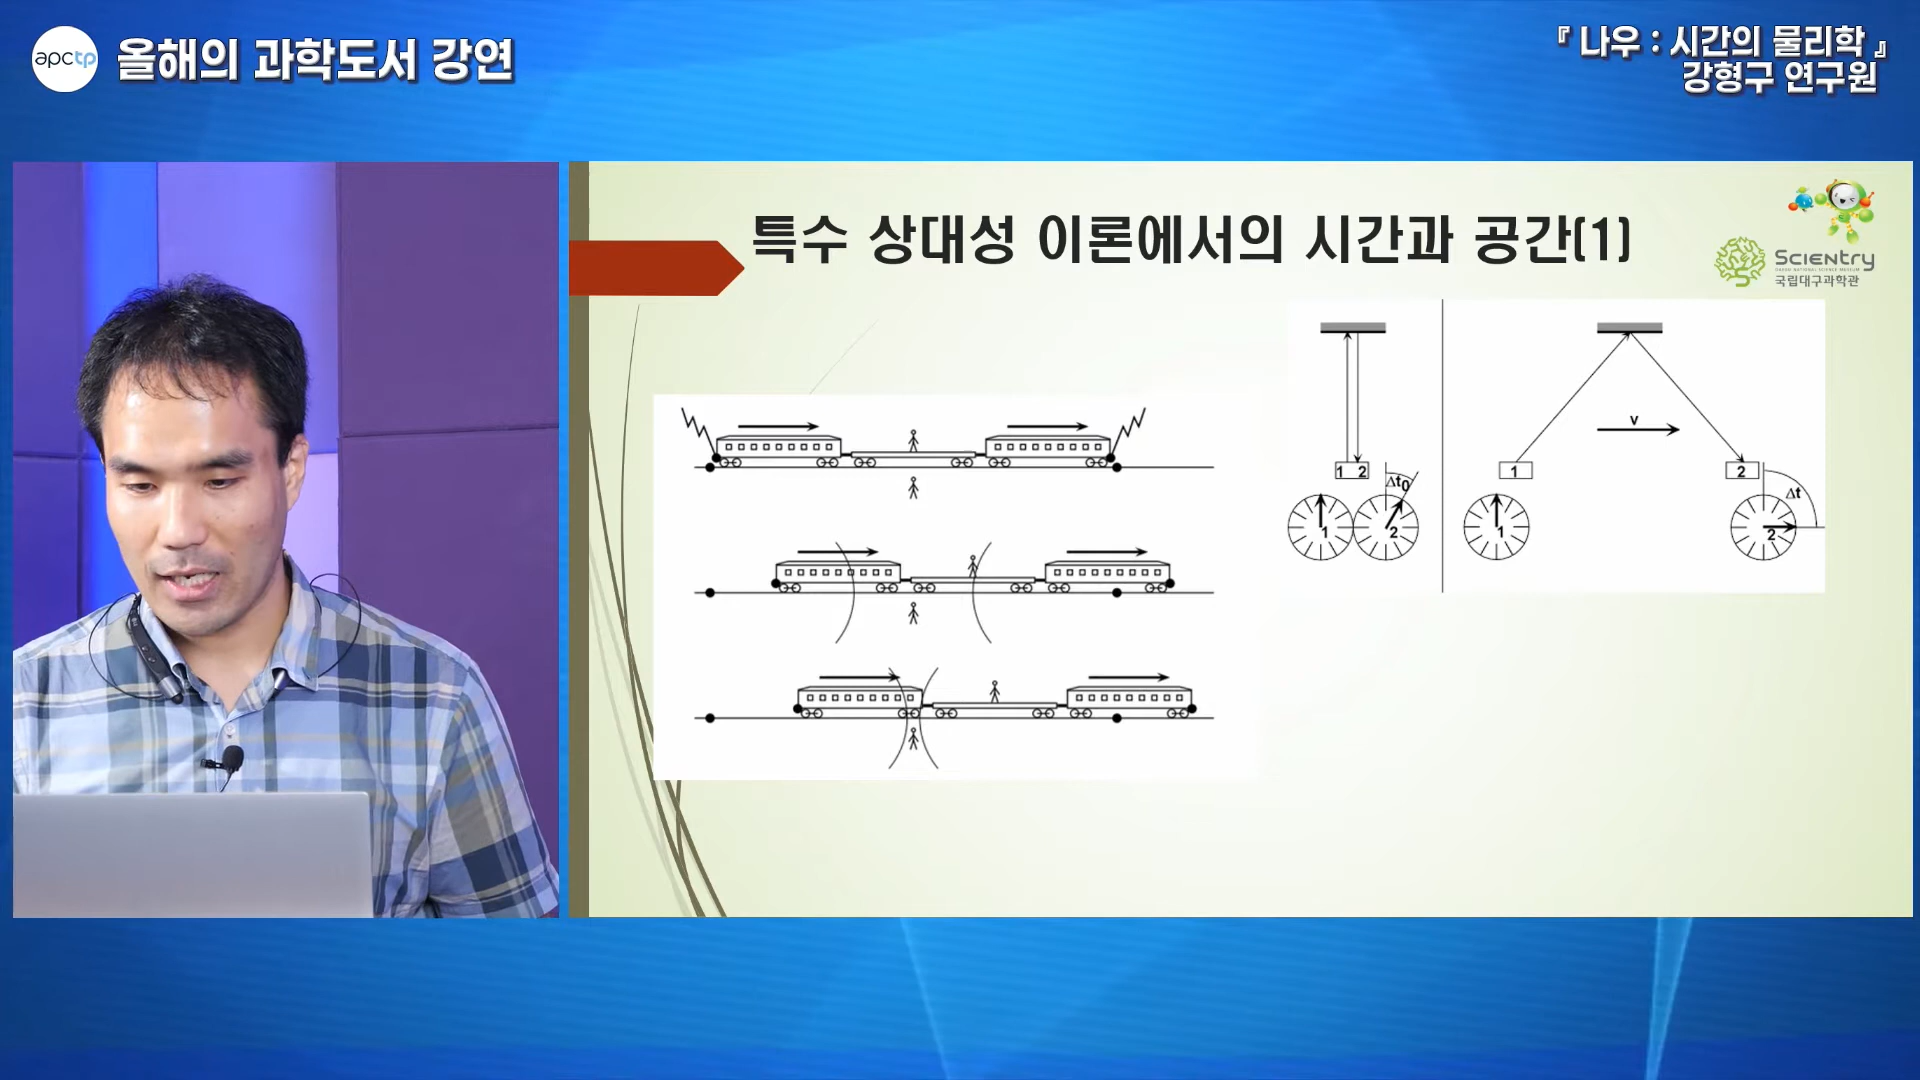 apctp 올해의 과학도서 강연
『 나우 : 시간의 물리학 』
강형구 연구원
특수 상대성 이론에서의 시간과 공간(1)
Scientry
국립대구과학관
v
1 2
Δt0
1 2
1
1
2
Δt
2